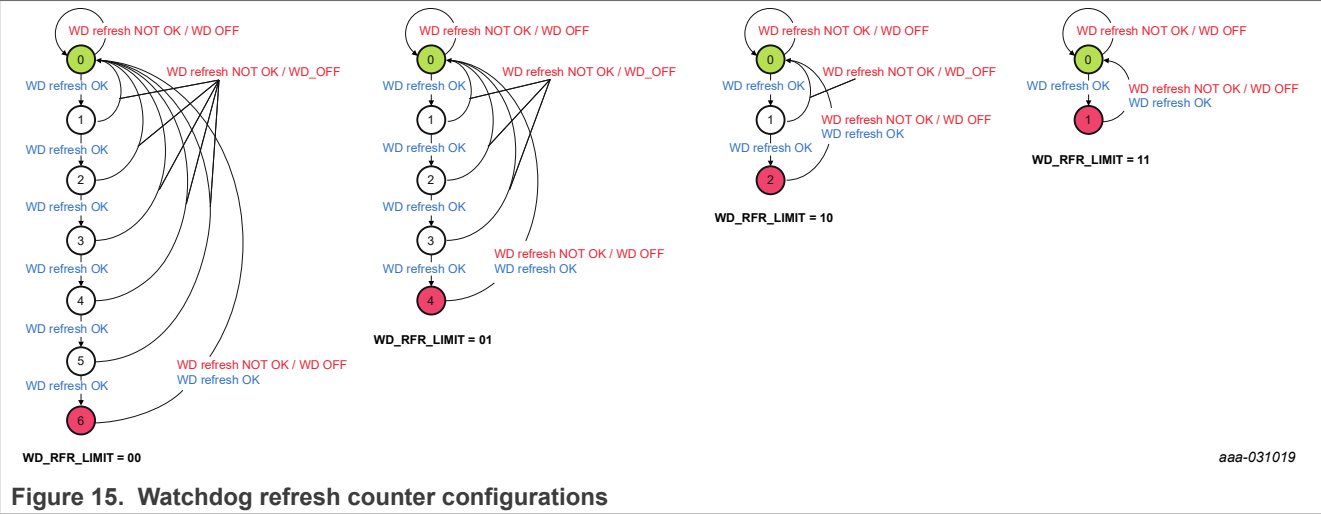 WD refresh NOT OK / WD OFF
0
WD refresh NOT OK / WD_OFF
WD refresh OK
1
WD refresh OK
2
WD refresh OK
3
WD refresh OK
4
WD refresh OK
5
WD refresh NOT OK / WD OFF
WD refresh OK
WD refresh OK
6
WD_RFR_LIMIT = 00
WD refresh NOT OK / WD OFF
0
WD refresh NOT OK / WD_OFF
WD refresh OK
1
WD refresh OK
2
WD refresh OK
3
WD refresh NOT OK / WD OFF
WD refresh OK
WD refresh OK
4
WD_RFR_LIMIT = 01
WD refresh NOT OK / WD OFF
0
WD refresh NOT OK / WD_OFF
WD refresh OK
1
WD refresh NOT OK / WD OFF
WD refresh OK
WD refresh OK
2
WD_RFR_LIMIT = 10
WD refresh NOT OK / WD OFF
0
WD refresh OK
WD refresh NOT OK / WD OFF
WD refresh OK
1
WD_RFR_LIMIT = 11
aaa-031019
Figure 15. Watchdog refresh counter configurations